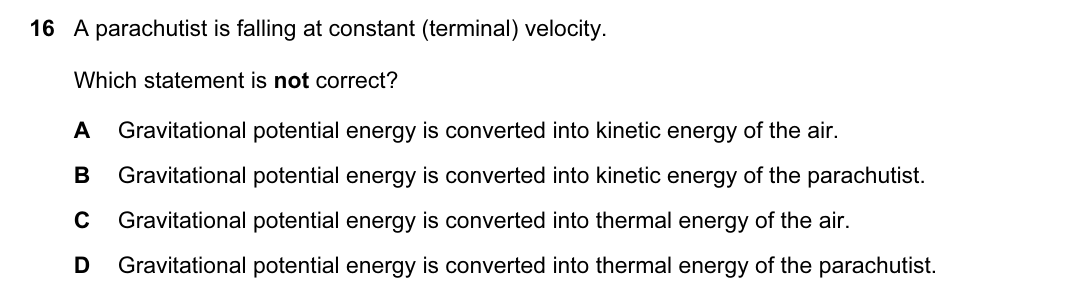 16 A parachutist is falling at constant (terminal) velocity.
Which statement is not correct?
A Gravitational potential energy is converted into kinetic energy of the air.
B Gravitational potential energy is converted into kinetic energy of the parachutist.
C Gravitational potential energy is converted into thermal energy of the air.
D Gravitational potential energy is converted into thermal energy of the parachutist.